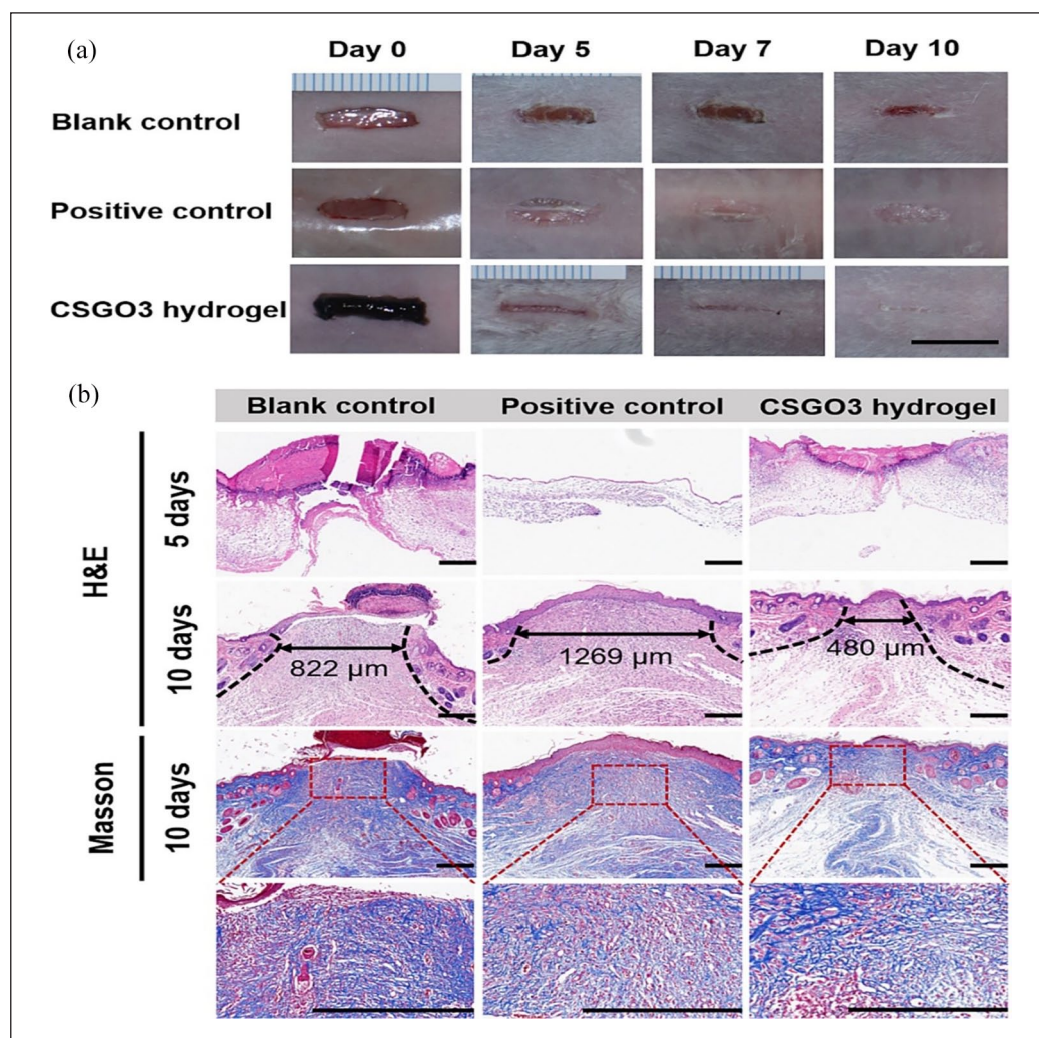 (a)
Day 0 Day 5 Day 7 Day 10
Blank control
Positive control
CSGO3 hydrogel
(b)
Blank control Positive control CSGO3 hydrogel
H&E
5 days
10 days
822 µm
1269 µm
480 µm
Masson
10 days